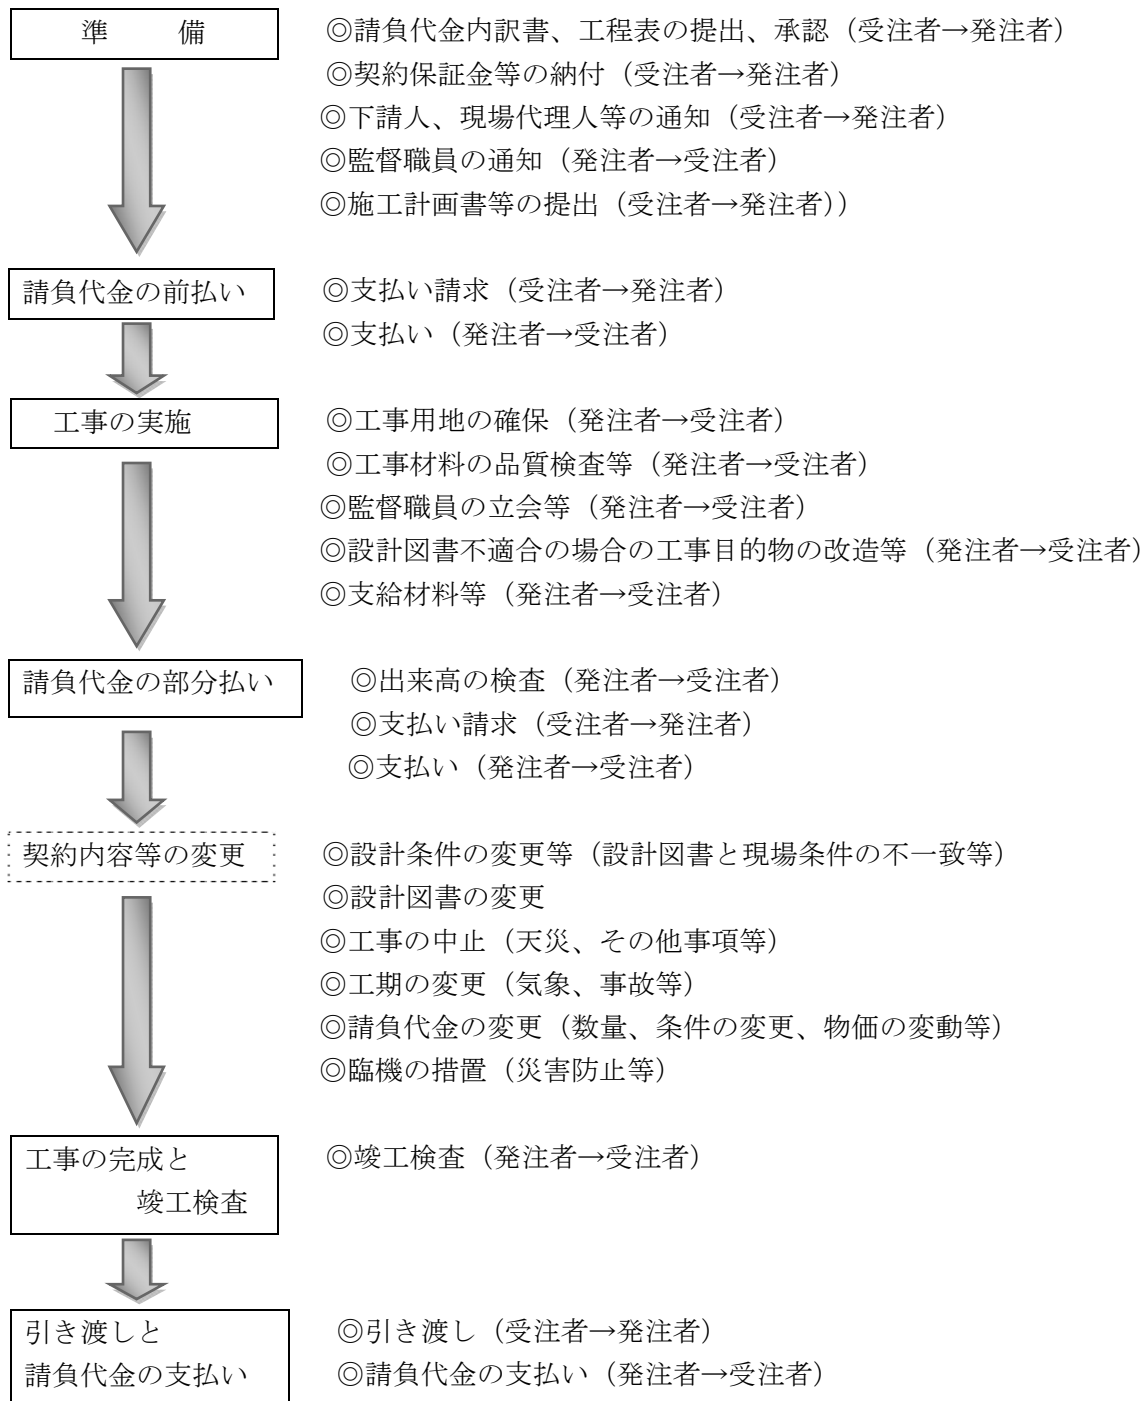 準　　備
◎請負代金内訳書、工程表の提出、承認（受注者→発注者）
◎契約保証金等の納付（受注者→発注者）
◎下請人、現場代理人等の通知（受注者→発注者）
◎監督職員の通知（発注者→受注者）
◎施工計画書等の提出（受注者→発注者））
請負代金の前払い
◎支払い請求（受注者→発注者）
◎支払い（発注者→受注者）
工事の実施
◎工事用地の確保（発注者→受注者）
◎工事材料の品質検査等（発注者→受注者）
◎監督職員の立会等（発注者→受注者）
◎設計図書不適合の場合の工事目的物の改造等（発注者→受注者）
◎支給材料等（発注者→受注者）
請負代金の部分払い
◎出来高の検査（発注者→受注者）
◎支払い請求（受注者→発注者）
◎支払い（発注者→受注者）
契約内容等の変更
◎設計条件の変更等（設計図書と現場条件の不一致等）
◎設計図書の変更
◎工事の中止（天災、その他事項等）
◎工期の変更（気象、事故等）
◎請負代金の変更（数量、条件の変更、物価の変動等）
◎臨機の措置（災害防止等）
工事の完成と
竣工検査
◎竣工検査（発注者→受注者）
引き渡しと
請負代金の支払い
◎引き渡し（受注者→発注者）
◎請負代金の支払い（発注者→受注者）